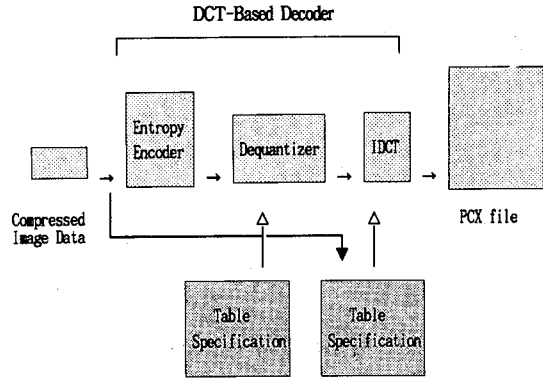 DCT-Based Decoder
Entropy
Encoder
Dequantizer
IDCT
Compressed
Image Data
PCX file
Table
Specification
Table
Specification